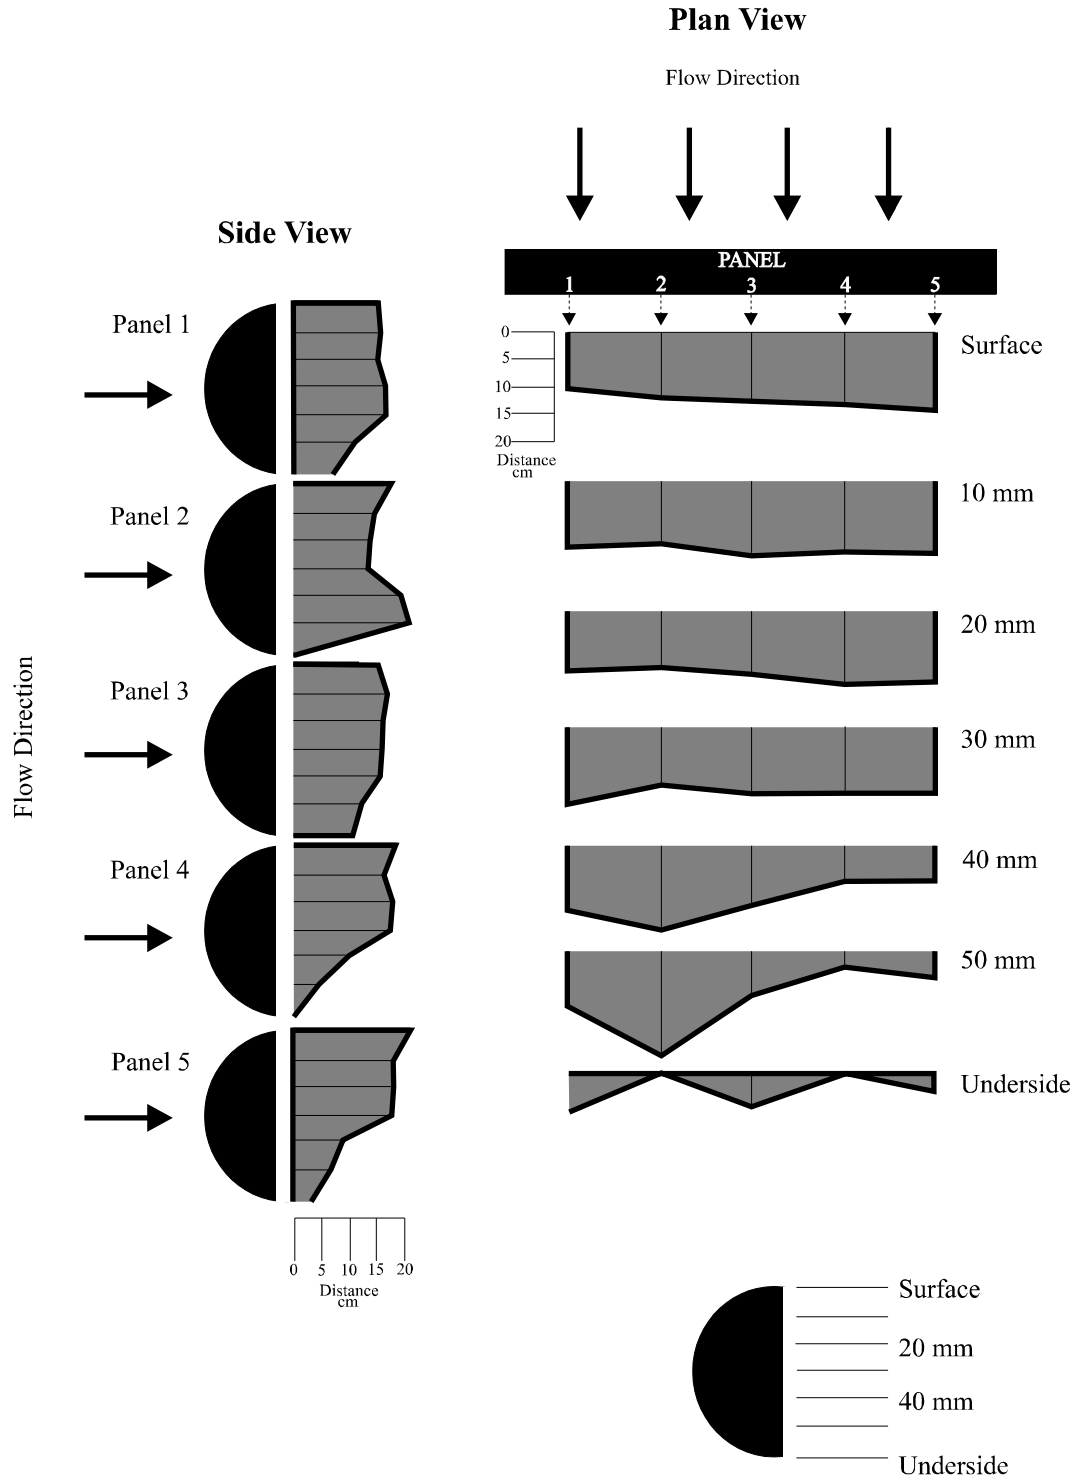 Plan View
Flow Direction
Side View
PANEL
1 2 3 4 5
Panel 1
0
5
10
15
20
Distance
cm
Surface
10 mm
Panel 2
20 mm
Panel 3
30 mm
Flow Direction
Panel 4
40 mm
50 mm
Panel 5
Underside
0 5 10 15 20
Distance
cm
Surface
20 mm
40 mm
Underside